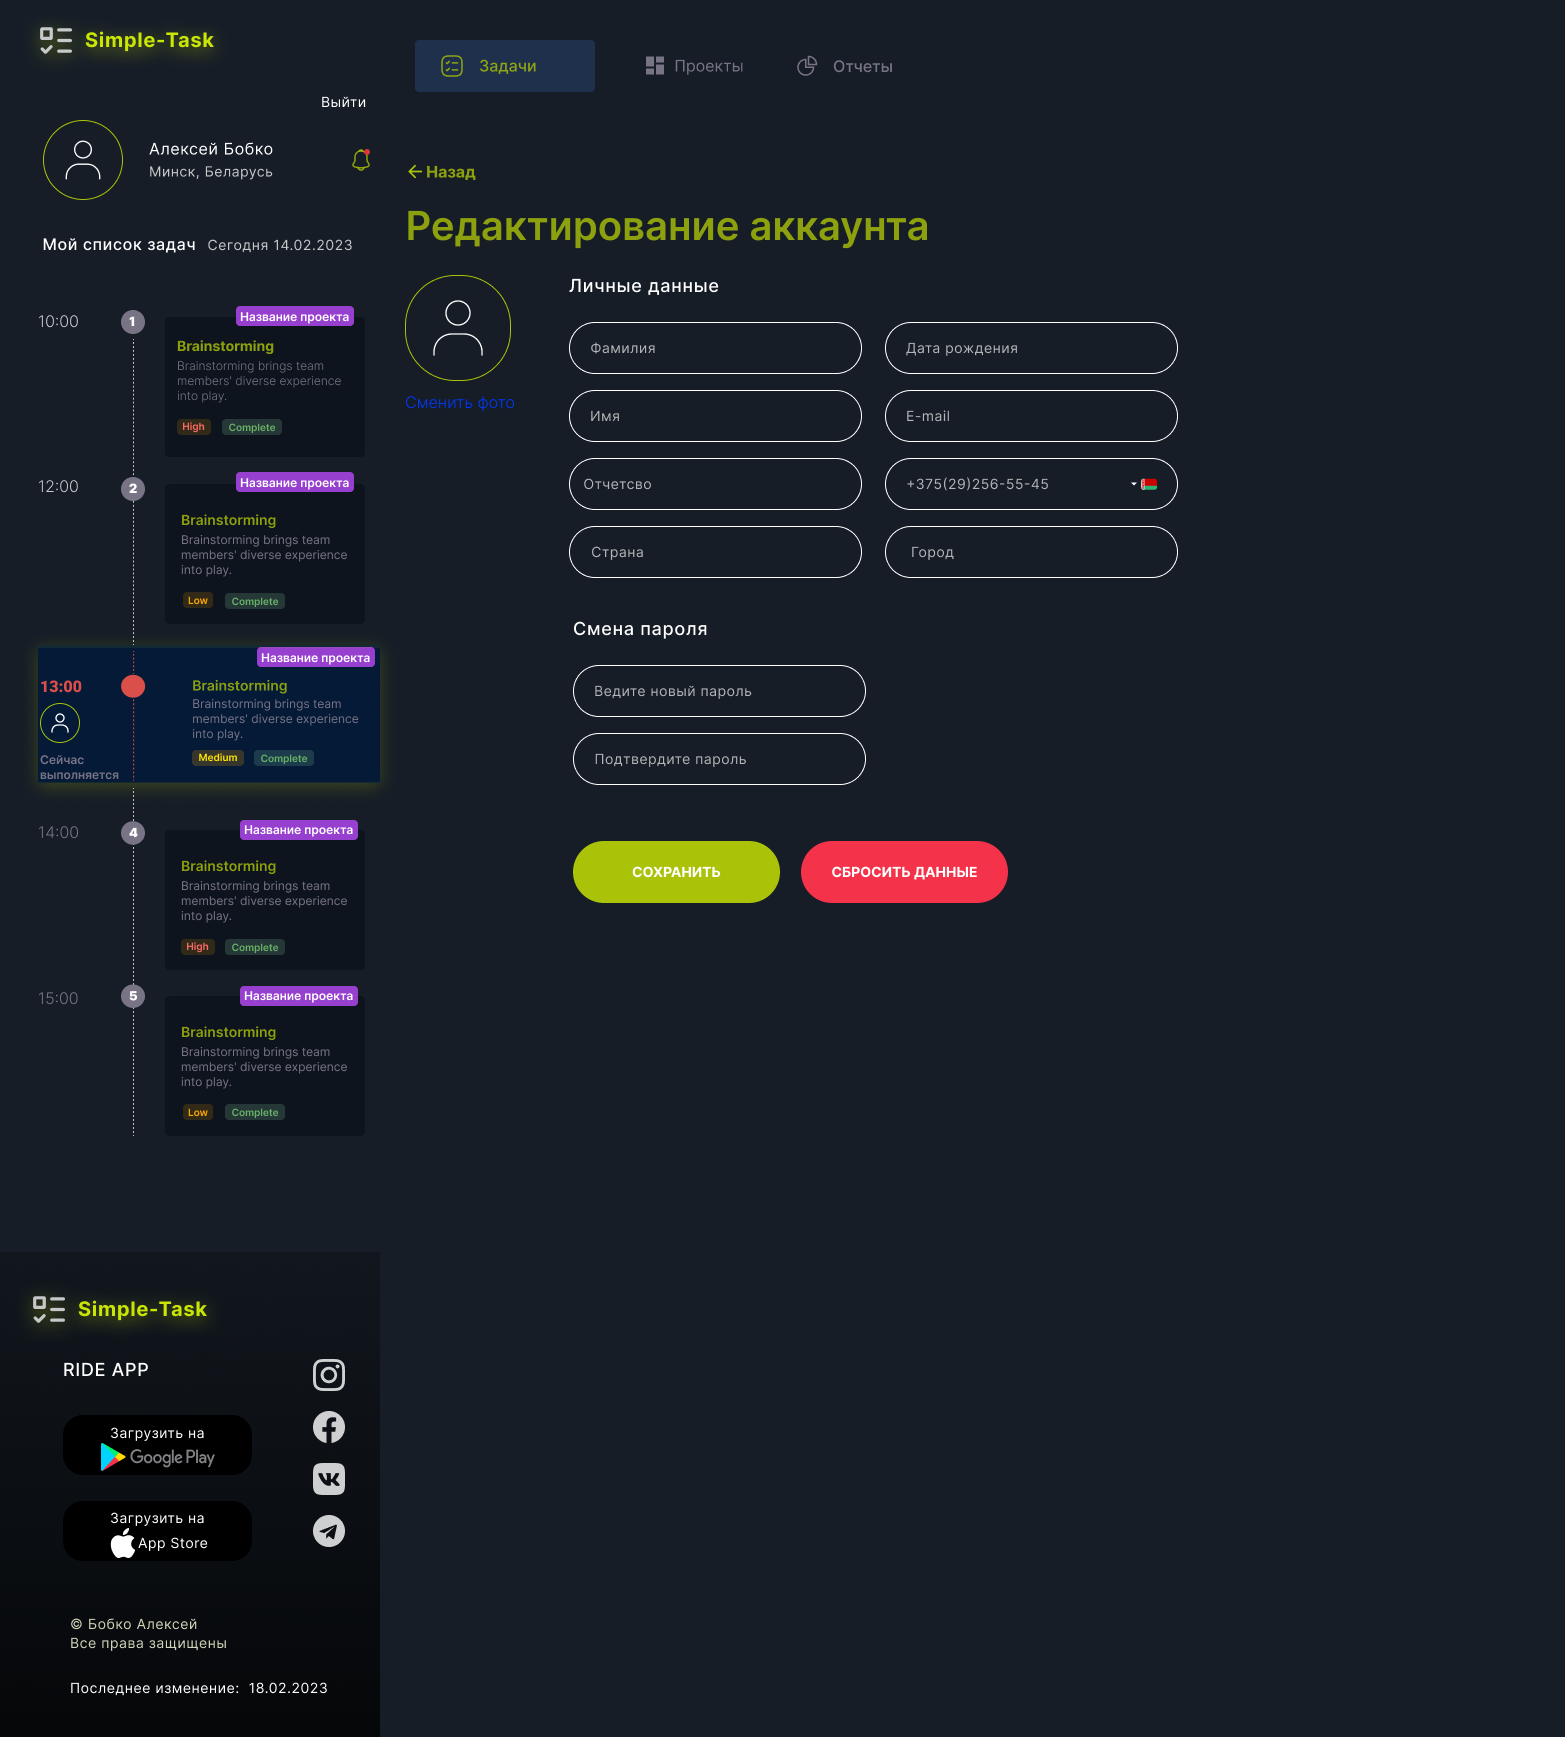 Simple-Task
Выйти
Алексей Бобко
Минск, Беларусь
Мой список задач Сегодня 14.02.2023
10:00
1
Название проекта
Brainstorming
Brainstorming brings team
members' diverse experience
into play.
High Complete
12:00
2
Название проекта
Brainstorming
Brainstorming brings team
members' diverse experience
into play.
Low Complete
Название проекта
13:00
Сейчас
выполняется
Brainstorming
Brainstorming brings team
members' diverse experience
into play.
Medium Complete
14:00
4
Название проекта
Brainstorming
Brainstorming brings team
members' diverse experience
into play.
High Complete
15:00
5
Название проекта
Brainstorming
Brainstorming brings team
members' diverse experience
into play.
Low Complete
Simple-Task
RIDE APP
Загрузить на
Google Play
Загрузить на
App Store
© Бобко Алексей
Все права защищены
Последнее изменение: 18.02.2023
Задачи Проекты Отчеты
Назад
Редактирование аккаунта
Сменить фото
Личные данные
Фамилия Дата рождения
Имя E-mail
Отчетсво +375(29)256-55-45
Страна Город
Смена пароля
Ведите новый пароль
Подтвердите пароль
СОХРАНИТЬ СБРОСИТЬ ДАННЫЕ